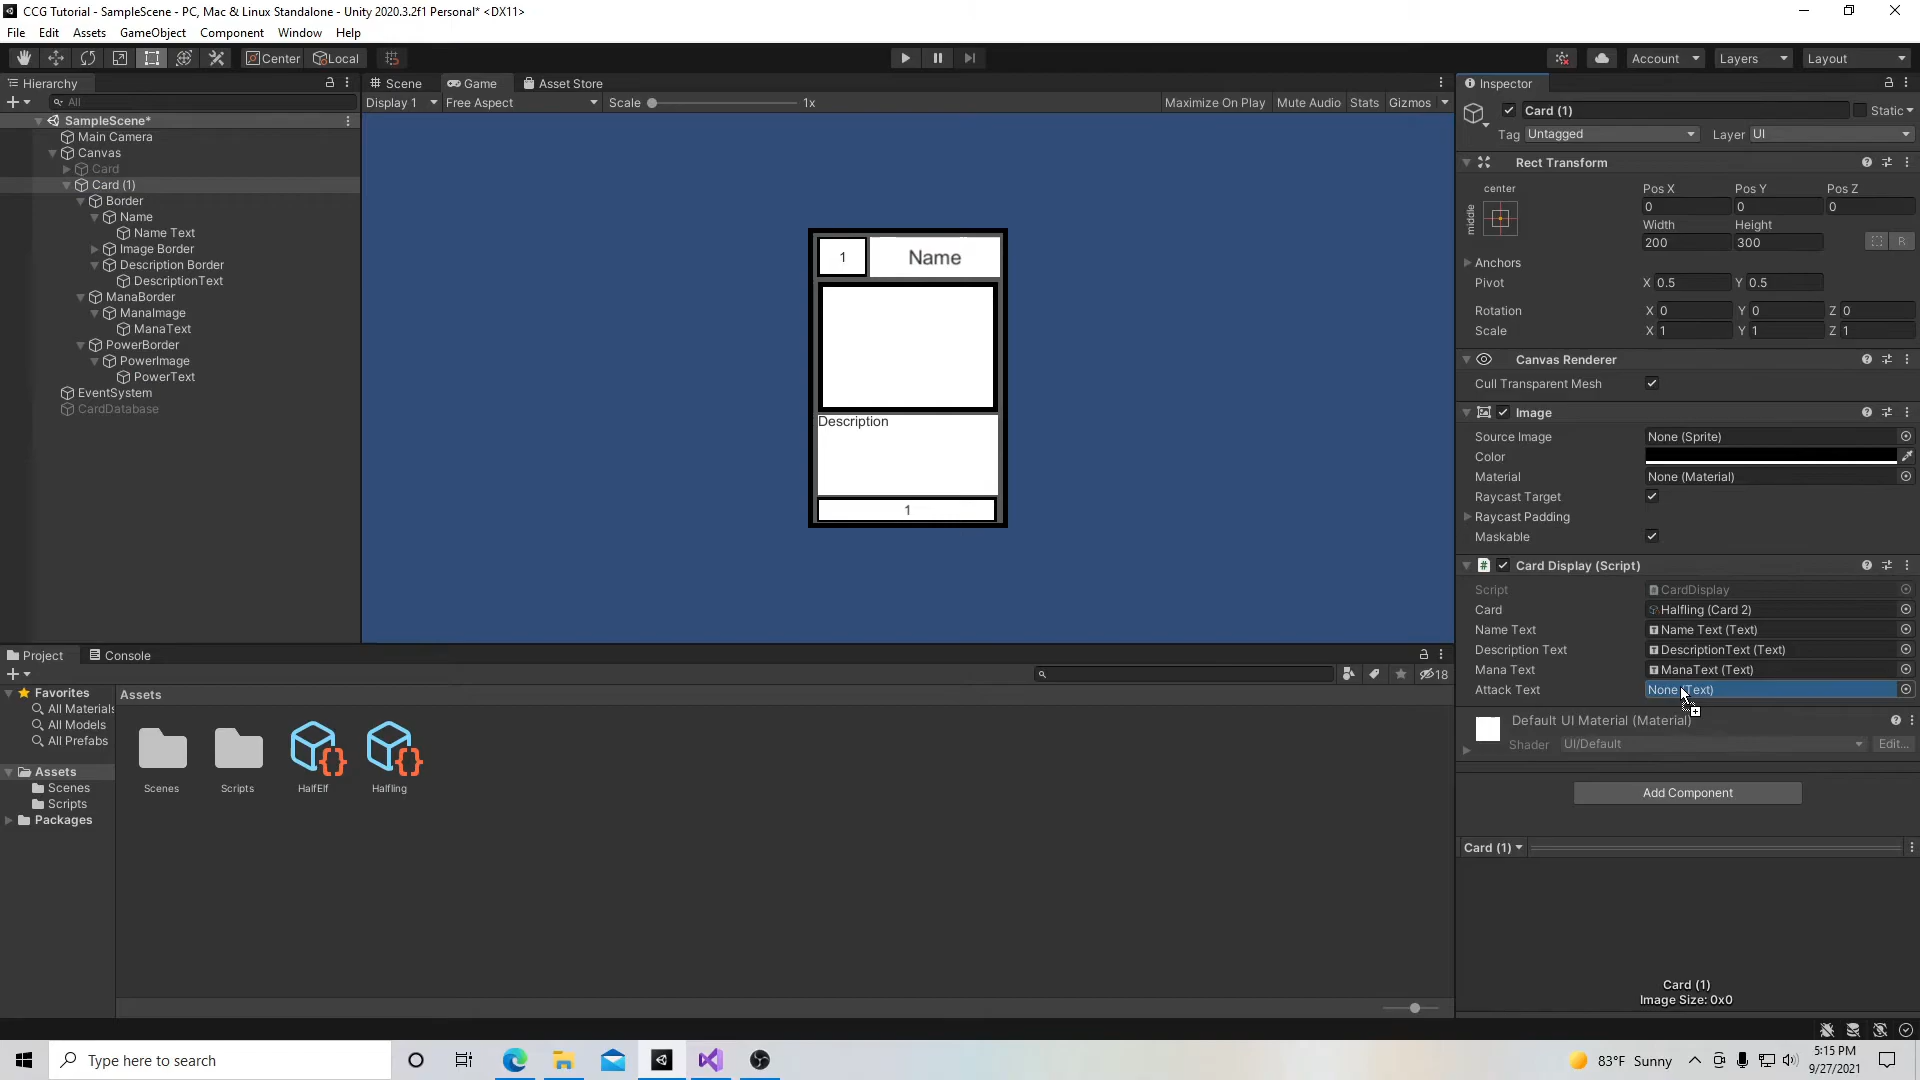 CCG Tutorial - SampleScene - PC, Mac & Linux Standalone - Unity 2020.3.2f1 Personal* <DX11>
File Edit Assets GameObject Component Window Help
Center Local Account Layers Layout
Hierarchy
All
SampleScene*
Main Camera
Canvas
Card
Card (1)
Border
Name
Name Text
Image Border
Description Border
DescriptionText
ManaBorder
ManaImage
ManaText
PowerBorder
PowerImage
PowerText
EventSystem
CardDatabase
Scene Game Asset Store
Display 1 Free Aspect Scale 1x Maximize On Play Mute Audio Stats Gizmos
1 Name
Description
1
Inspector
Card (1) Static
Tag Untagged Layer UI
Rect Transform
center
middle
Pos X Pos Y Pos Z
0 0 0
Width Height
200 300
R
Anchors
Pivot X 0.5 Y 0.5
Rotation X 0 Y 0 Z 0
Scale X 1 Y 1 Z 1
Canvas Renderer
Cull Transparent Mesh
Image
Source Image None (Sprite)
Color
Material None (Material)
Raycast Target
Raycast Padding
Maskable
# Card Display (Script)
Script CardDisplay
Card Halfling (Card 2)
Name Text Name Text (Text)
Description Text DescriptionText (Text)
Mana Text ManaText (Text)
Attack Text None (Text)
Default UI Material (Material)
Shader UI/Default Edit...
Add Component
Card (1)
Card (1)
Image Size: 0x0
Project Console
18
Favorites
All Materials
All Models
All Prefabs
Assets
Scenes
Scripts
Packages
Assets
Scenes Scripts HalfElf Halfling
Type here to search
83°F Sunny
5:15 PM
9/27/2021